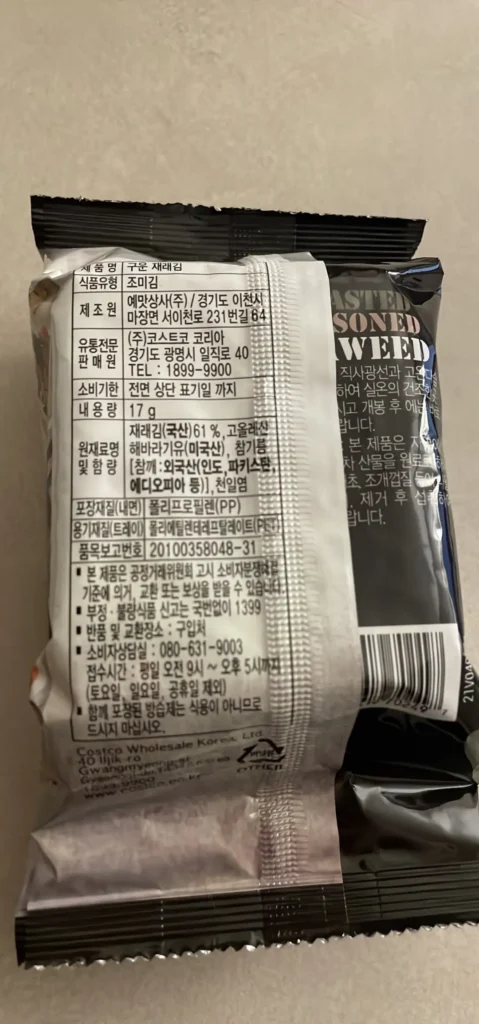 제 품 명 구운 재래김
식품유형 조미김
제 조 원 예맛상사(주) / 경기도 이천시
마장면 서이천로 231번길 84
유통전문
판 매 원
(주)코스트코 코리아
경기도 광명시 일직로 40
TEL : 1899-9900
소비기한 전면 상단 표기일 까지
내 용 량 17 g
원재료명
및 함 량
재래김(국산)61 %, 고올레산
해바라기유(미국산), 참기름
[참깨:외국산(인도, 파키스탄,
에디오피아 등)], 천일염
포장재질(내면) 폴리프로필렌(PP)
용기재질(트레이) 폴리에틸렌테레프탈레이트(PET)
품목보고번호 20100358048-31
▪ 본 제품은 공정거래위원회 고시 소비자분쟁해결
기준에 의거, 교환 또는 보상을 받을 수 있습니다.
▪ 부정 · 불량식품 신고는 국번없이 1399
▪ 반품 및 교환장소 : 구입처
▪ 소비자상담실 : 080-631-9003
접수시간 : 평일 오전 9시 ~ 오후 5시까지
(토요일, 일요일, 공휴일 제외)
▪ 함께 포장된 방습제는 식용이 아니므로
드시지 마십시오.
Costco Wholesale Korea, Ltd.
40 Iljik-ro
OTHER
ASTED
SONED
WEED
직사광선과
하여 실온의
시고 개봉 후
랍니다.
본 제품은
산물을
초, 조개껍질
제거 후
랍니다.